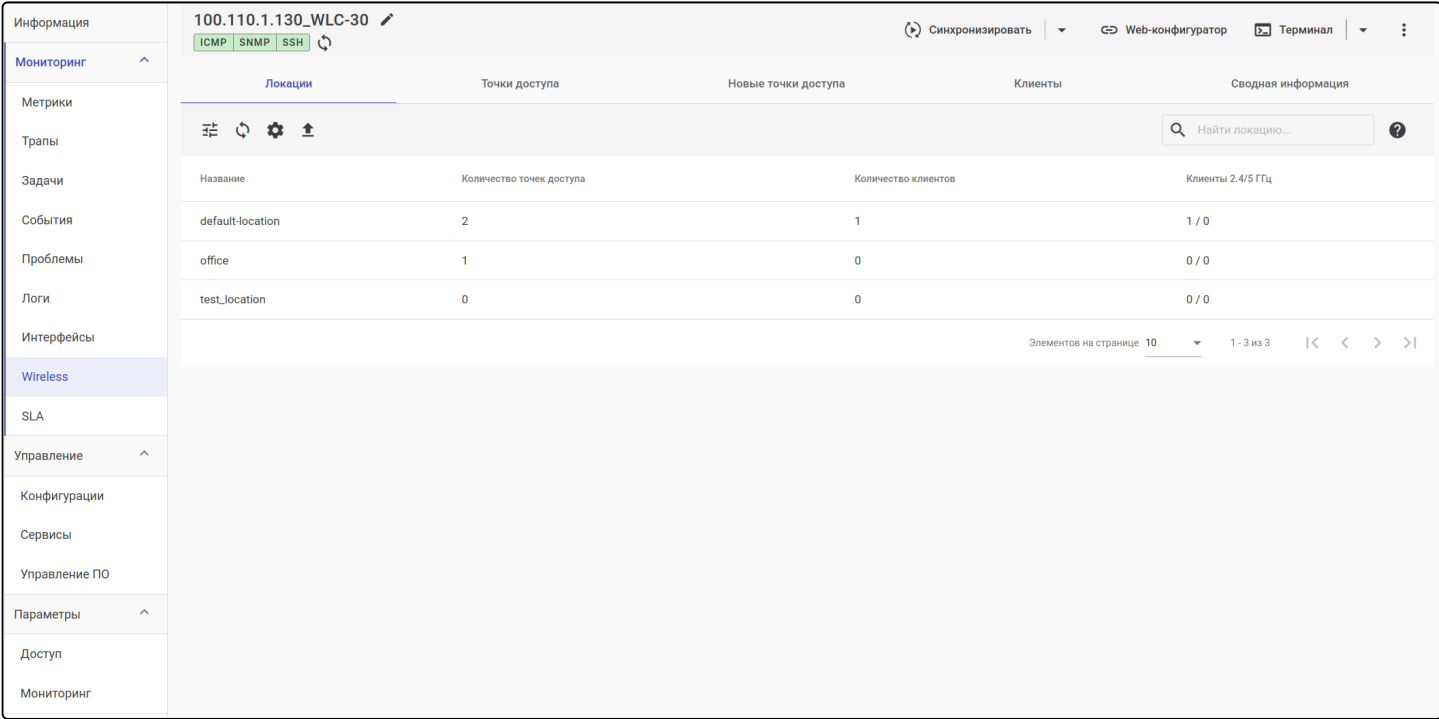 Информация
Мониторинг
Метрики
Трапы
Задачи
События
Проблемы
Логи
Интерфейсы
Wireless
SLA
Управление
Конфигурации
Сервисы
Управление ПО
Параметры
Доступ
Мониторинг
100.110.1.130_WLC-30
ICMP SNMP SSH
Синхронизировать Web-конфигуратор Терминал
Локации Точки доступа Новые точки доступа Клиенты Сводная информация
Найти локацию...
Название Количество точек доступа Количество клиентов Клиенты 2.4/5 ГГц
default-location 2 1 1 / 0
office 1 0 0 / 0
test_location 0 0 0 / 0
Элементов на странице 10 1 - 3 из 3